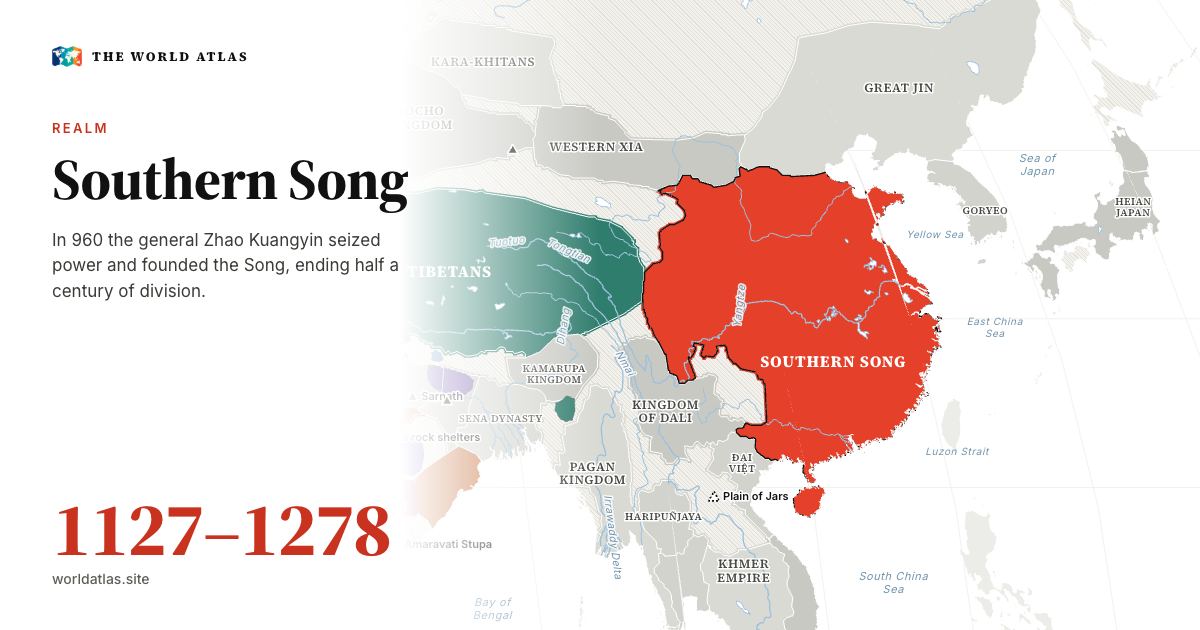 THE WORLD ATLAS
REALM
Southern Song
In 960 the general Zhao Kuangyin seized
power and founded the Song, ending half a
century of division.
1127–1278
worldatlas.site
KARA-KHITANS
GREAT JIN
WESTERN XIA
Sea of
Japan
GORYEO
HEIAN
JAPAN
Yellow Sea
Tuotuo
Tongtian
TIBETANS
Yangtze
Dihang
East China
Sea
SOUTHERN SONG
Nmai
KAMARUPA
KINGDOM
Sarnath
KINGDOM
OF DALI
SENA DYNASTY
rock shelters
Luzon Strait
ĐẠI
VIỆT
PAGAN
KINGDOM
Plain of Jars
HARIPUÑJAYA
Irrawaddy Delta
Amaravati Stupa
KHMER
EMPIRE
South China
Sea
Bay of
Bengal